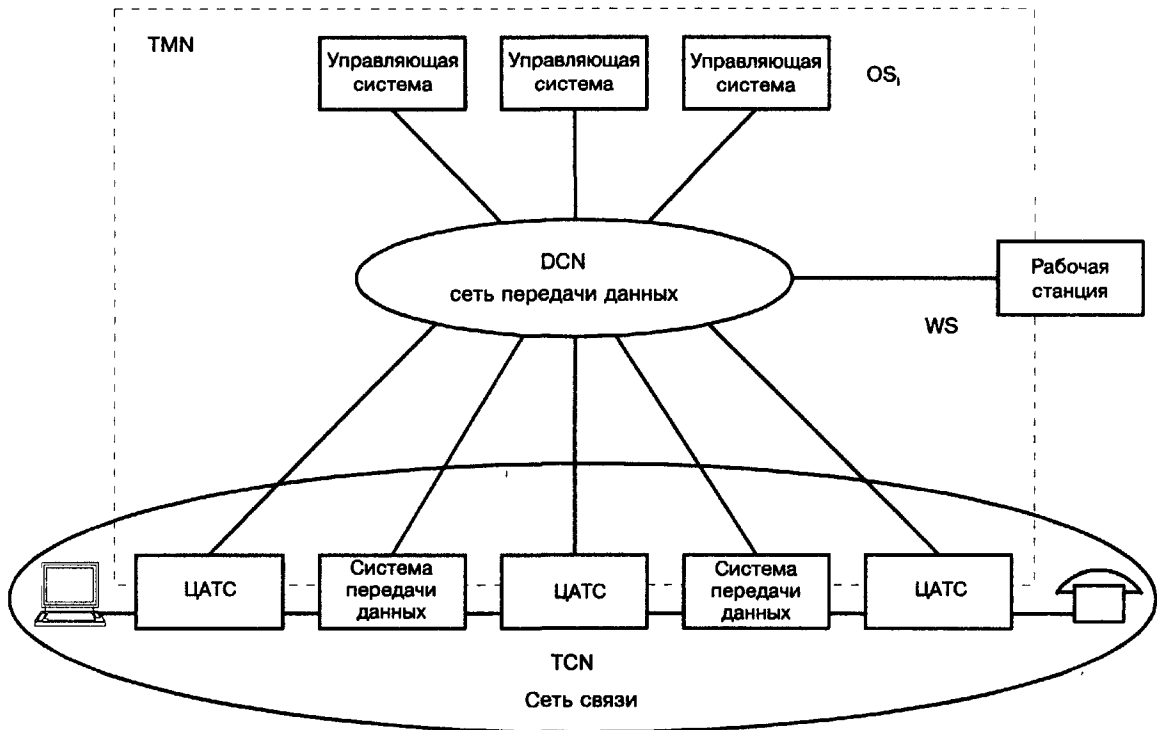 TMN
Управляющая
система
Управляющая
система
Управляющая
система
OSi
DCN
сеть передачи данных
Рабочая
станция
WS
ЦАТС
Система
передачи
данных
ЦАТС
Система
передачи
данных
ЦАТС
TCN
Сеть связи